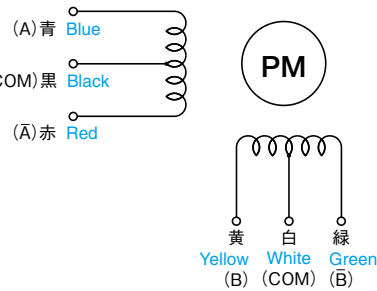 (A)青 Blue
COM)黒 Black
(Ā)赤 Red
PM
黄 白 緑
Yellow White Green
(B) (COM) (B̄)